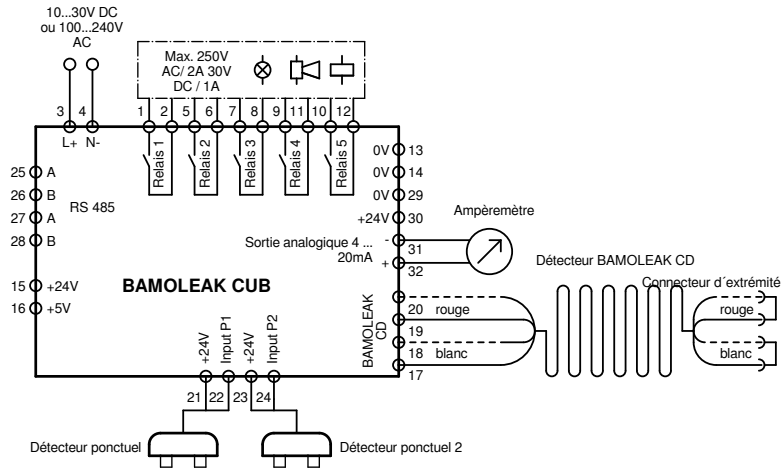 10...30V DC
ou 100...240V
AC
Max. 250V
AC/ 2A 30V
DC / 1A
3 4 1 2 5 6 7 8 9 11 10 12
L+ N-
Relais 1 Relais 2 Relais 3 Relais 4 Relais 5
0V 13
0V 14
0V 29
+24V 30
25 A
26 B
27 A
28 B
RS 485
15 +24V
16 +5V
Sortie analogique 4 ...
20mA
- 31
+ 32
Ampèremètre
BAMOLEAK CUB
Détecteur BAMOLEAK CD
Connecteur d´extrémité
BAMOLEAK
CD
20 rouge
19
18 blanc
17
rouge
blanc
+24V Input P1 +24V Input P2
21 22 23 24
Détecteur ponctuel
Détecteur ponctuel 2